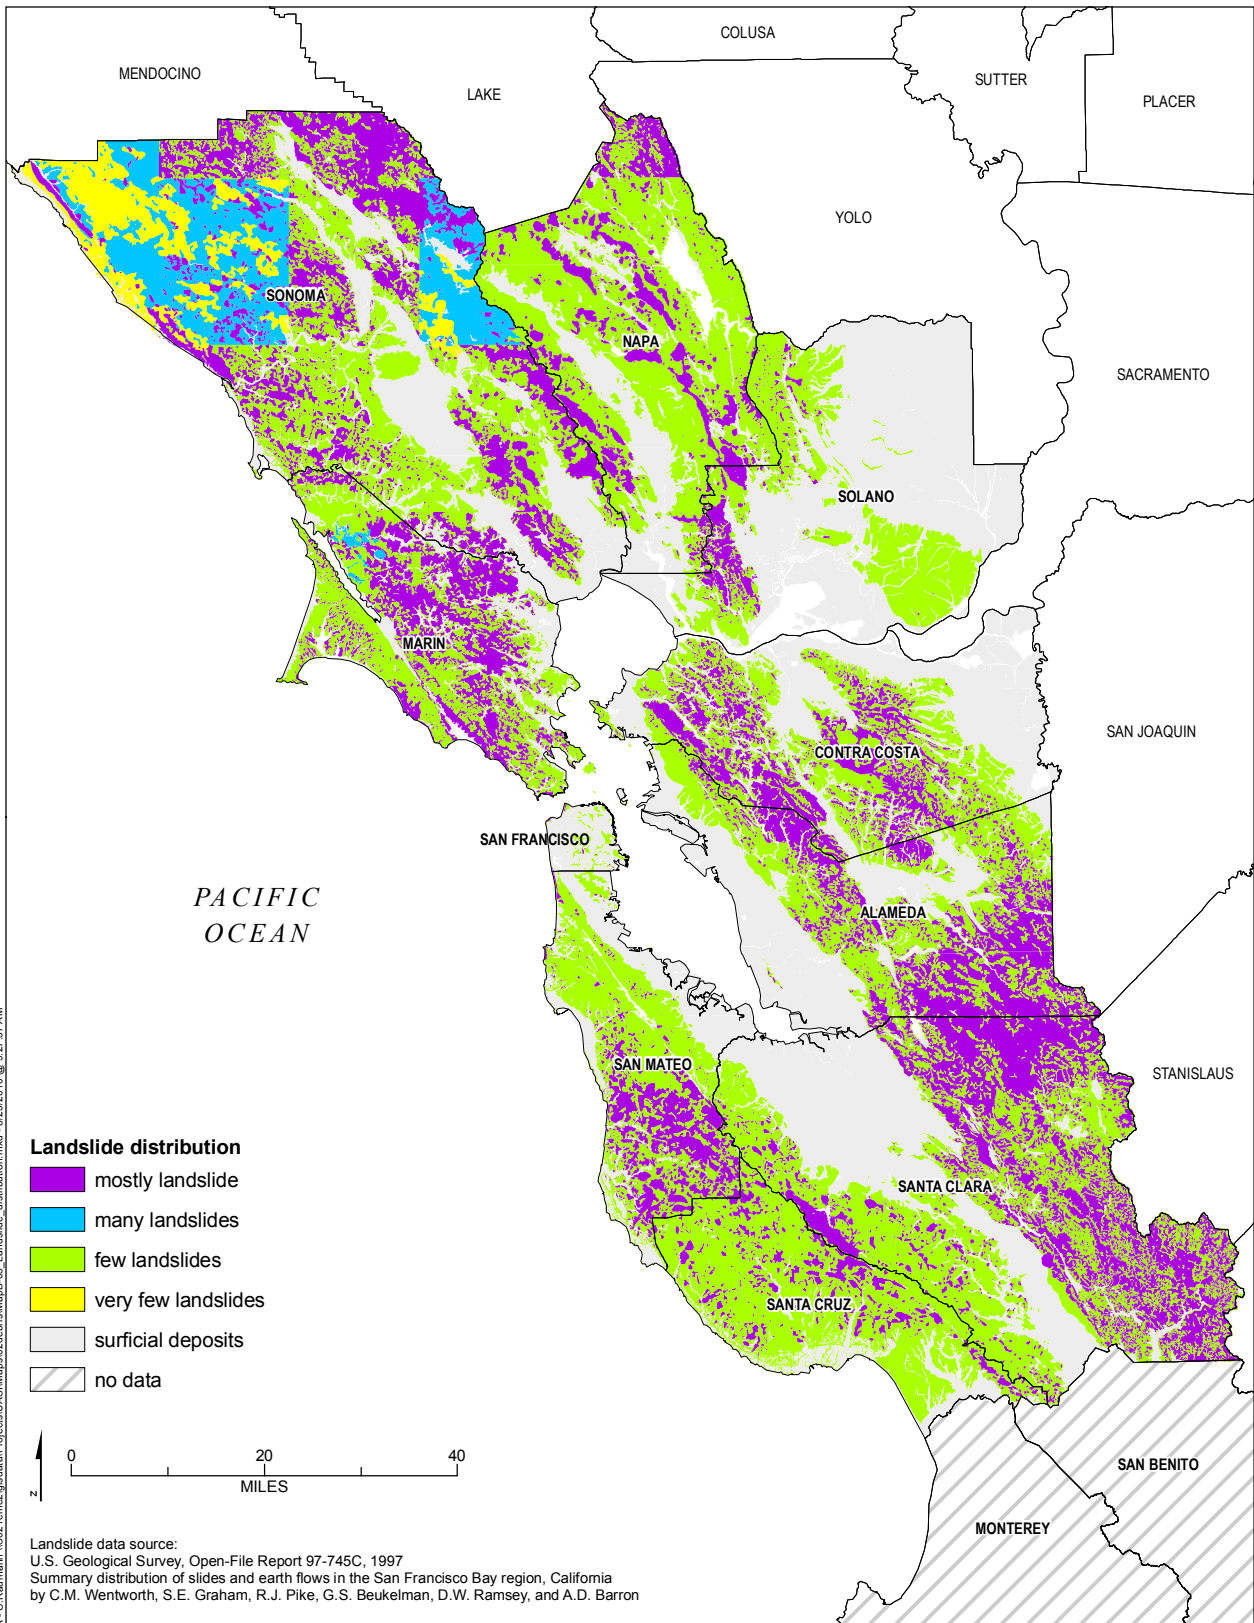 COLUSA
MENDOCINO
LAKE
SUTTER
PLACER
YOLO
SONOMA
NAPA
SACRAMENTO
SOLANO
MARIN
CONTRA COSTA
SAN JOAQUIN
SAN FRANCISCO
PACIFIC
OCEAN
ALAMEDA
SAN MATEO
STANISLAUS
SANTA CLARA
SANTA CRUZ
SAN BENITO
MONTEREY
Landslide distribution
mostly landslide
many landslides
few landslides
very few landslides
surficial deposits
no data
0 20 40
MILES
N
Landslide data source:
U.S. Geological Survey, Open-File Report 97-745C, 1997
Summary distribution of slides and earth flows in the San Francisco Bay region, California
by C.M. Wentworth, S.E. Graham, R.J. Pike, G.S. Beukelman, D.W. Ramsey, and A.D. Barron